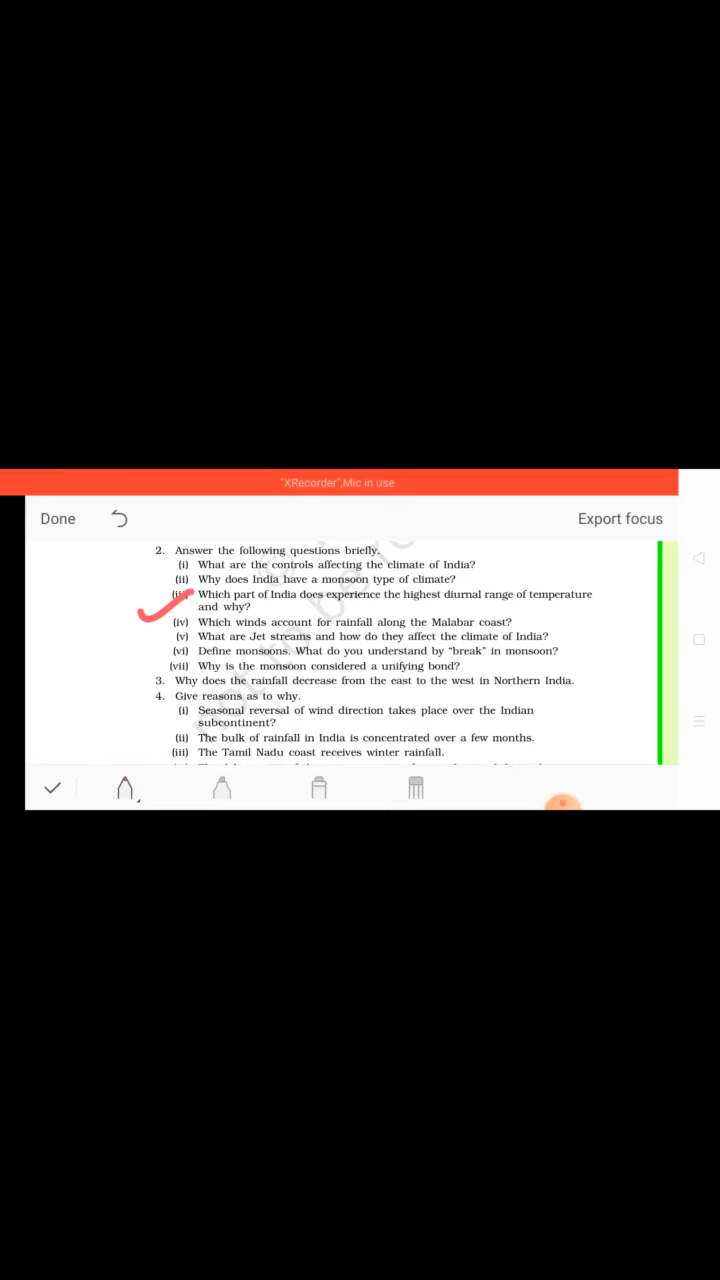 "XRecorder",Mic in use
Done
Export focus
2. Answer the following questions briefly.
(i) What are the controls affecting the climate of India?
(ii) Why does India have a monsoon type of climate?
Which part of India does experience the highest diurnal range of temperature
and why?
(iv) Which winds account for rainfall along the Malabar coast?
(v) What are Jet streams and how do they affect the climate of India?
(vi) Define monsoons. What do you understand by “break” in monsoon?
(vii) Why is the monsoon considered a unifying bond?
3. Why does the rainfall decrease from the east to the west in Northern India.
4. Give reasons as to why.
(i) Seasonal reversal of wind direction takes place over the Indian
subcontinent?
(ii) The bulk of rainfall in India is concentrated over a few months.
(iii) The Tamil Nadu coast receives winter rainfall.
not to be